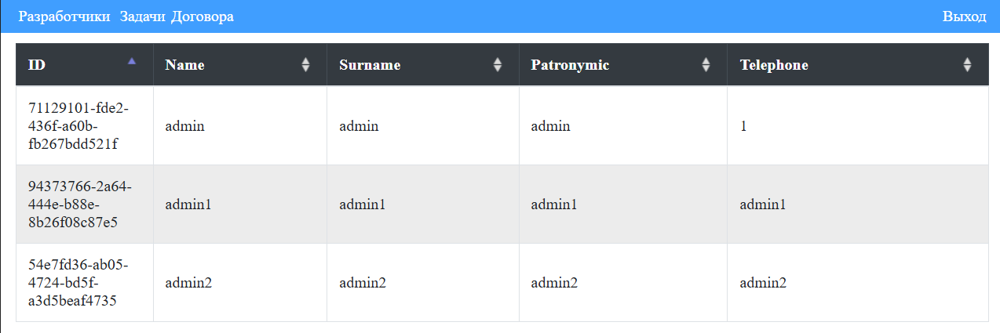 Разработчики Задачи Договора Выход
ID Name Surname Patronymic Telephone
71129101-fde2-
436f-a60b-
fb267bdd521f
admin admin admin 1
94373766-2a64-
444e-b88e-
8b26f08c87e5
admin1 admin1 admin1 admin1
54e7fd36-ab05-
4724-bd5f-
a3d5beaf4735
admin2 admin2 admin2 admin2